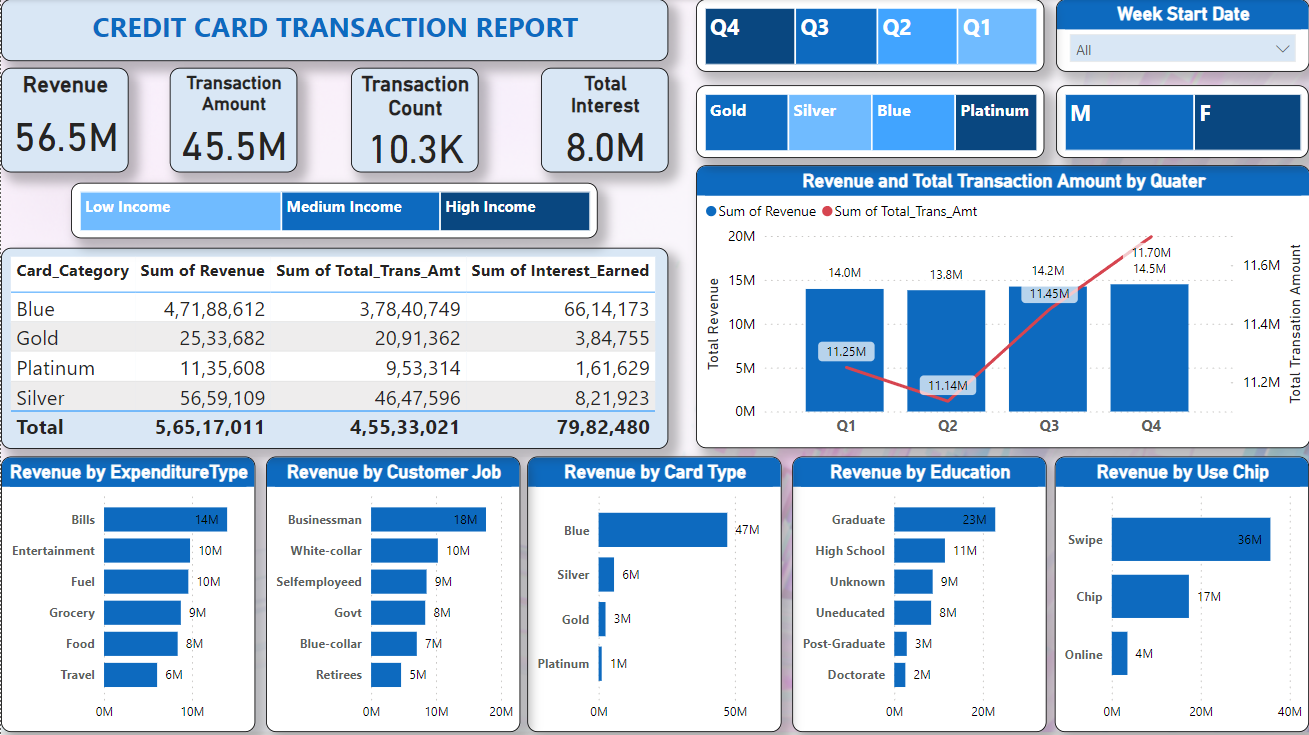 CREDIT CARD TRANSACTION REPORT
Q4 Q3 Q2 Q1
Week Start Date
All
Revenue
56.5M
Transaction
Amount
45.5M
Transaction
Count
10.3K
Total
Interest
8.0M
Gold Silver Blue Platinum
M F
Low Income Medium Income High Income
Card_Category Sum of Revenue Sum of Total_Trans_Amt Sum of Interest_Earned
Blue 4,71,88,612 3,78,40,749 66,14,173
Gold 25,33,682 20,91,362 3,84,755
Platinum 11,35,608 9,53,314 1,61,629
Silver 56,59,109 46,47,596 8,21,923
Total 5,65,17,011 4,55,33,021 79,82,480
Revenue and Total Transaction Amount by Quater
Sum of Revenue Sum of Total_Trans_Amt
Total Revenue
20M
15M
10M
5M
0M
14.0M 13.8M 14.2M 14.5M
11.25M 11.14M 11.45M 11.70M
Q1 Q2 Q3 Q4
11.6M
11.4M
11.2M
Total Transation Amount
Revenue by ExpenditureType
Bills 14M
Entertainment 10M
Fuel 10M
Grocery 9M
Food 8M
Travel 6M
0M 10M
Revenue by Customer Job
Businessman 18M
White-collar 10M
Selfemployeed 9M
Govt 8M
Blue-collar 7M
Retirees 5M
0M 10M 20M
Revenue by Card Type
Blue 47M
Silver 6M
Gold 3M
Platinum 1M
0M 50M
Revenue by Education
Graduate 23M
High School 11M
Unknown 9M
Uneducated 8M
Post-Graduate 3M
Doctorate 2M
0M 20M
Revenue by Use Chip
Swipe 36M
Chip 17M
Online 4M
0M 20M 40M